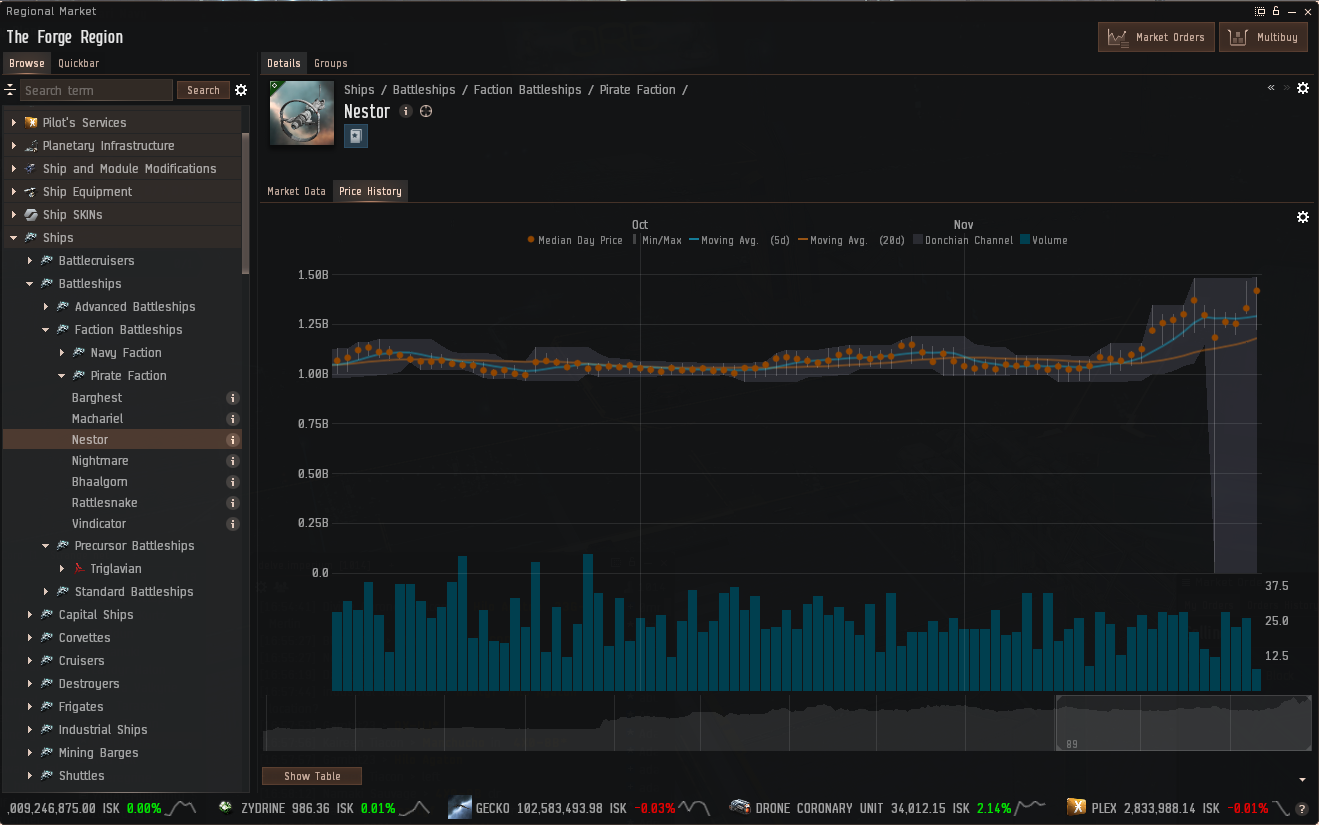 Regional Market
The Forge Region
Market Orders
Multibuy
Browse
Quickbar
Search term
Search
Pilot's Services
Planetary Infrastructure
Ship and Module Modifications
Ship Equipment
Ship SKINs
Ships
Battlecruisers
Battleships
Advanced Battleships
Faction Battleships
Navy Faction
Pirate Faction
Barghest
Machariel
Nestor
Nightmare
Bhaalgorn
Rattlesnake
Vindicator
Precursor Battleships
Triglavian
Standard Battleships
Capital Ships
Corvettes
Cruisers
Destroyers
Frigates
Industrial Ships
Mining Barges
Shuttles
Details
Groups
Ships / Battleships / Faction Battleships / Pirate Faction /
Nestor
Market Data
Price History
Oct
Nov
Median Day Price
Min/Max
Moving Avg. (5d)
Moving Avg. (20d)
Donchian Channel
Volume
1.50B
1.25B
1.00B
0.75B
0.50B
0.25B
0.0
37.5
25.0
12.5
89
Show Table
,009,246,875.00 ISK 0.00%
ZYDRINE 986.36 ISK 0.01%
GECKO 102,583,493.98 ISK -0.03%
DRONE CORONARY UNIT 34,012.15 ISK 2.14%
PLEX 2,833,988.14 ISK -0.01%
?